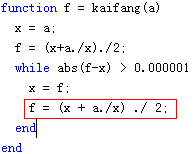 function f = kaifang(a)
x = a;
f = (x+a./x)./2;
while abs(f-x) > 0.000001
x = f;
f = (x + a./x) ./ 2;
end
end